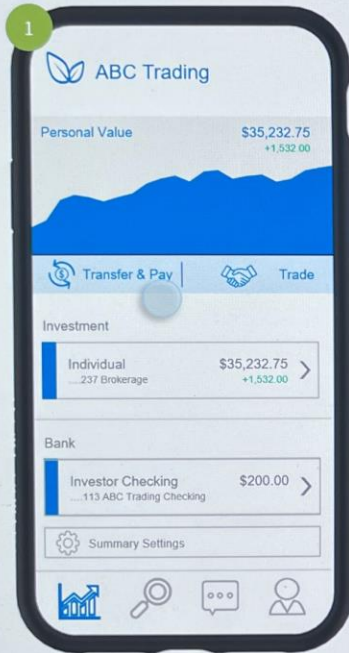 1
ABC Trading
Personal Value $35,232.75
+1,532.00
Transfer & Pay Trade
Investment
Individual $35,232.75
....237 Brokerage +1,532.00
Bank
Investor Checking $200.00
....113 ABC Trading Checking
Summary Settings